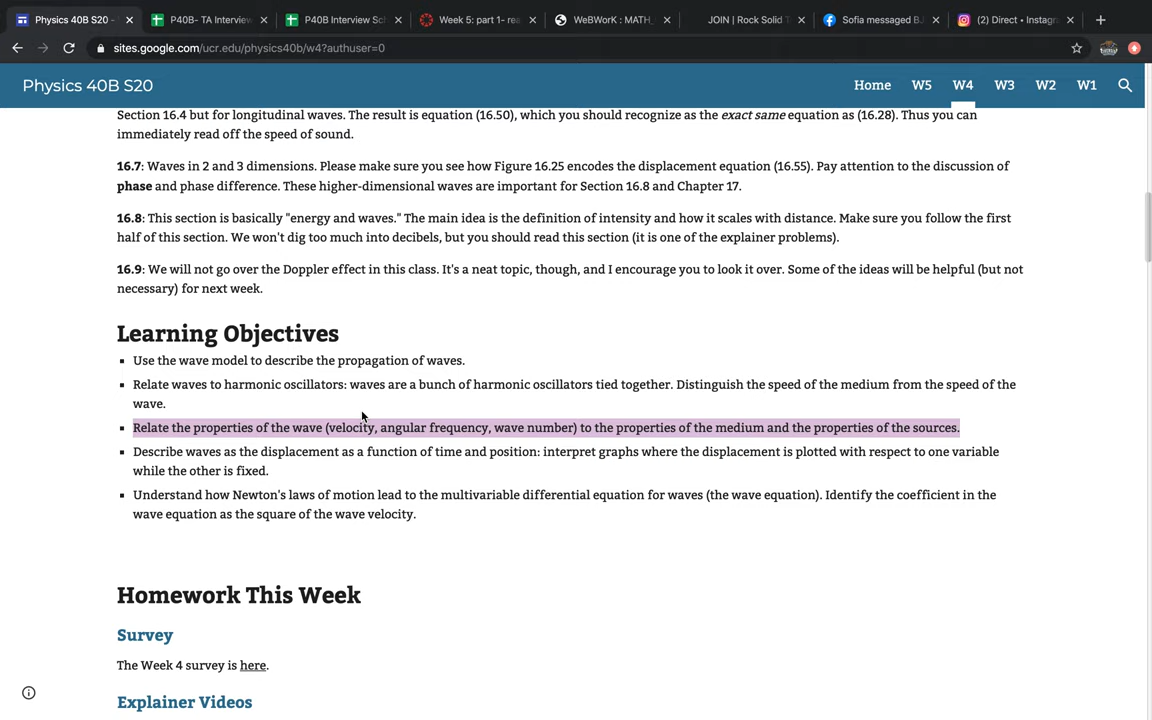 Physics 40B S20 -
P40B- TA Interview
P40B Interview Sch
Week 5: part 1- rea
WeBWorK : MATH_
JOIN | Rock Solid T
Sofia messaged B
(2) Direct • Instagr
sites.google.com/ucr.edu/physics40b/w4?authuser=0
Physics 40B S20
Home W5 W4 W3 W2 W1
Section 16.4 but for longitudinal waves. The result is equation (16.50), which you should recognize as the exact same equation as (16.28). Thus you can
immediately read off the speed of sound.
16.7: Waves in 2 and 3 dimensions. Please make sure you see how Figure 16.25 encodes the displacement equation (16.55). Pay attention to the discussion of
phase and phase difference. These higher-dimensional waves are important for Section 16.8 and Chapter 17.
16.8: This section is basically "energy and waves." The main idea is the definition of intensity and how it scales with distance. Make sure you follow the first
half of this section. We won't dig too much into decibels, but you should read this section (it is one of the explainer problems).
16.9: We will not go over the Doppler effect in this class. It's a neat topic, though, and I encourage you to look it over. Some of the ideas will be helpful (but not
necessary) for next week.
Learning Objectives
▪ Use the wave model to describe the propagation of waves.
▪ Relate waves to harmonic oscillators: waves are a bunch of harmonic oscillators tied together. Distinguish the speed of the medium from the speed of the
wave.
▪ Relate the properties of the wave (velocity, angular frequency, wave number) to the properties of the medium and the properties of the sources.
▪ Describe waves as the displacement as a function of time and position: interpret graphs where the displacement is plotted with respect to one variable
while the other is fixed.
▪ Understand how Newton's laws of motion lead to the multivariable differential equation for waves (the wave equation). Identify the coefficient in the
wave equation as the square of the wave velocity.
Homework This Week
Survey
The Week 4 survey is here.
Explainer Videos